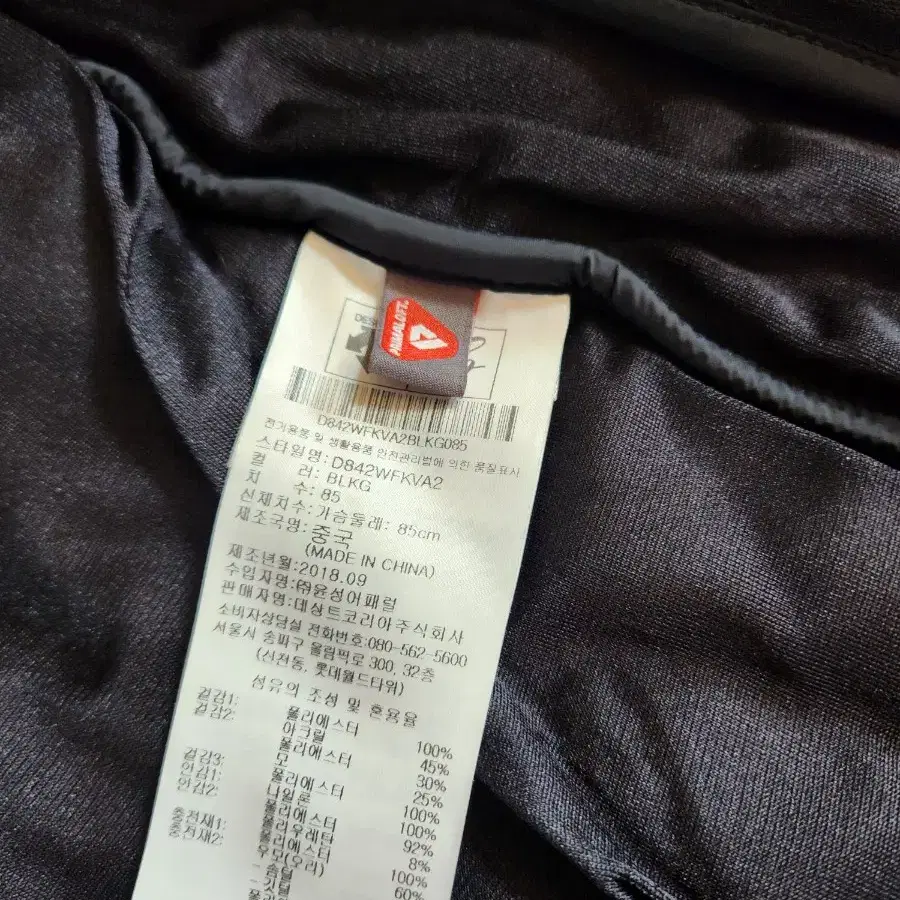 DES
PRIMALOFT.
D842WFKVA2BLKG085
전기용품 및 생활용품 안전관리법에 의한 품질표시
스타일명: D842WFKVA2
컬 러: BLKG
치 수: 85
신체치수: 가슴둘레: 85cm
제조국명: 중국
(MADE IN CHINA)
제조년월: 2018.09
수입자명: ㈜윤성어패럴
판매자명: 데상트코리아주식회사
소비자상담실 전화번호: 080-562-5600
서울시 송파구 올림픽로 300, 32층
(신천동, 롯데월드타워)
섬유의 조성 및 혼용율
겉감1: 폴리에스터 100%
겉감2: 아크릴 45%
폴리에스터 30%
모 25%
겉감3: 폴리에스터 100%
안감1: 나일론 100%
안감2: 폴리에스터 92%
폴리우레탄 8%
충전재1: 폴리에스터 100%
충전재2: 우모(오리)
솜털 60%
깃털